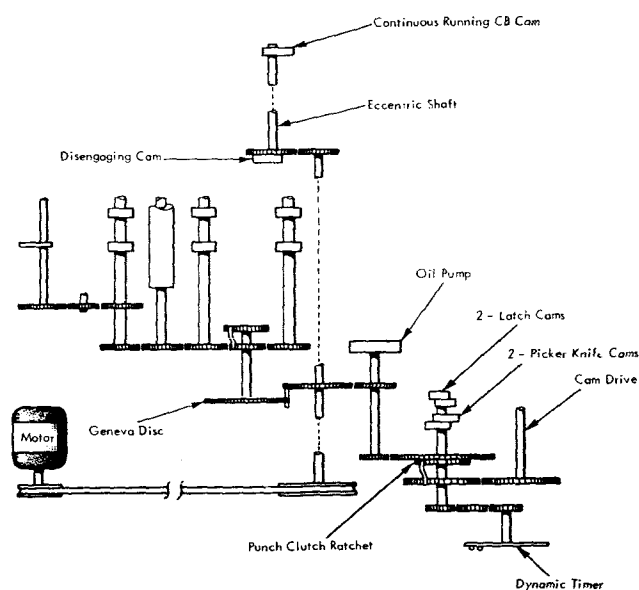 Continuous Running CB Cam
Eccentric Shaft
Disengaging Cam
Oil Pump
2 - Latch Cams
2 - Picker Knife Cams
Cam Drive
Geneva Disc
Motor
Punch Clutch Ratchet
Dynamic Timer